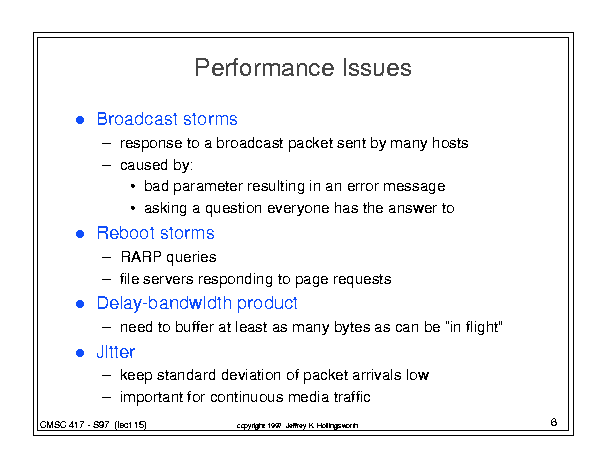 Performance Issues
● Broadcast storms
– response to a broadcast packet sent by many hosts
– caused by:
• bad parameter resulting in an error message
• asking a question everyone has the answer to
● Reboot storms
– RARP queries
– file servers responding to page requests
● Delay-bandwidth product
– need to buffer at least as many bytes as can be "in flight"
● Jitter
– keep standard deviation of packet arrivals low
– important for continuous media traffic
CMSC 417 - S97 (lect 15)
copyright 1997 Jeffrey K. Hollingsworth
6